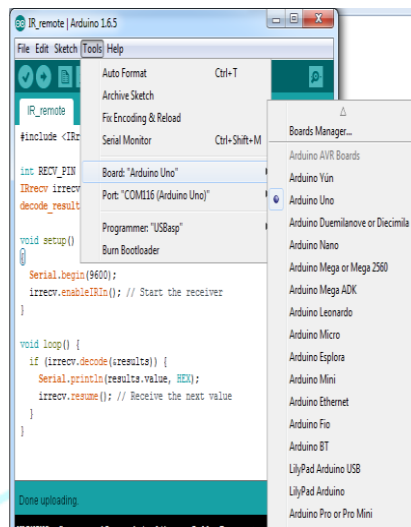 IR_remote | Arduino 1.6.5
File Edit Sketch Tools Help
Auto Format Ctrl+T
Archive Sketch
Fix Encoding & Reload
Serial Monitor Ctrl+Shift+M
Board: "Arduino Uno"
Port: "COM116 (Arduino Uno)"
Programmer: "USBasp"
Burn Bootloader
△
Boards Manager...
Arduino AVR Boards
Arduino Yún
Arduino Uno
Arduino Duemilanove or Diecimila
Arduino Nano
Arduino Mega or Mega 2560
Arduino Mega ADK
Arduino Leonardo
Arduino Micro
Arduino Esplora
Arduino Mini
Arduino Ethernet
Arduino Fio
Arduino BT
LilyPad Arduino USB
LilyPad Arduino
Arduino Pro or Pro Mini
IR_remote
#include <IRr
int RECV_PIN
IRrecv irrecv
decode_result
void setup()
{
Serial.begin(9600);
irrecv.enableIRIn(); // Start the receiver
}
void loop() {
if (irrecv.decode(&results)) {
Serial.println(results.value, HEX);
irrecv.resume(); // Receive the next value
}
}
Done uploading.